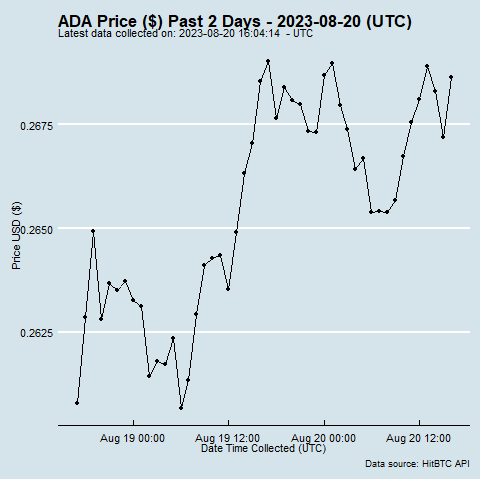 ADA Price ($) Past 2 Days - 2023-08-20 (UTC)
Latest data collected on: 2023-08-20 16:04:14 - UTC
0.2675
0.2650
0.2625
Price USD ($)
Aug 19 00:00 Aug 19 12:00 Aug 20 00:00 Aug 20 12:00
Date Time Collected (UTC)
Data source: HitBTC API